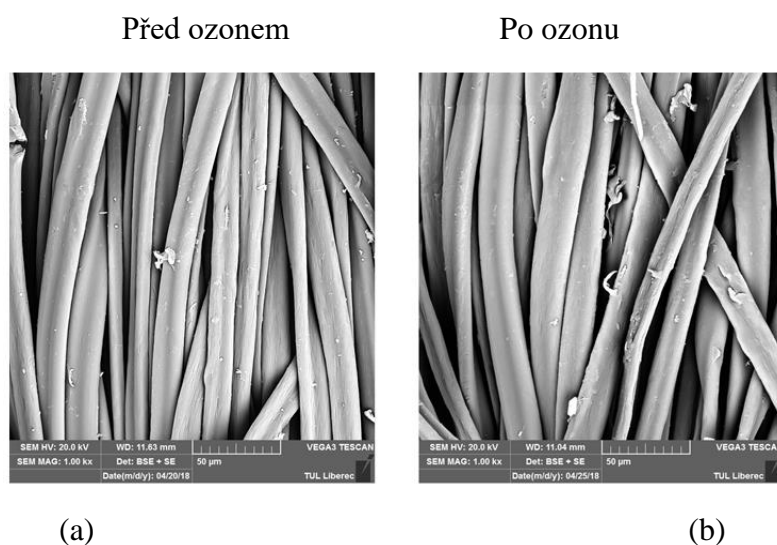 Před ozonem
Po ozonu
SEM HV: 20.0 kV WD: 11.63 mm VEGA3 TESCAN
SEM MAG: 1.00 kx Det: BSE + SE 50 µm
Date(m/d/y): 04/20/18 TUL Liberec
SEM HV: 20.0 kV WD: 11.04 mm VEGA3 TESCAN
SEM MAG: 1.00 kx Det: BSE + SE 50 µm
Date(m/d/y): 04/25/18 TUL Liberec
(a)
(b)